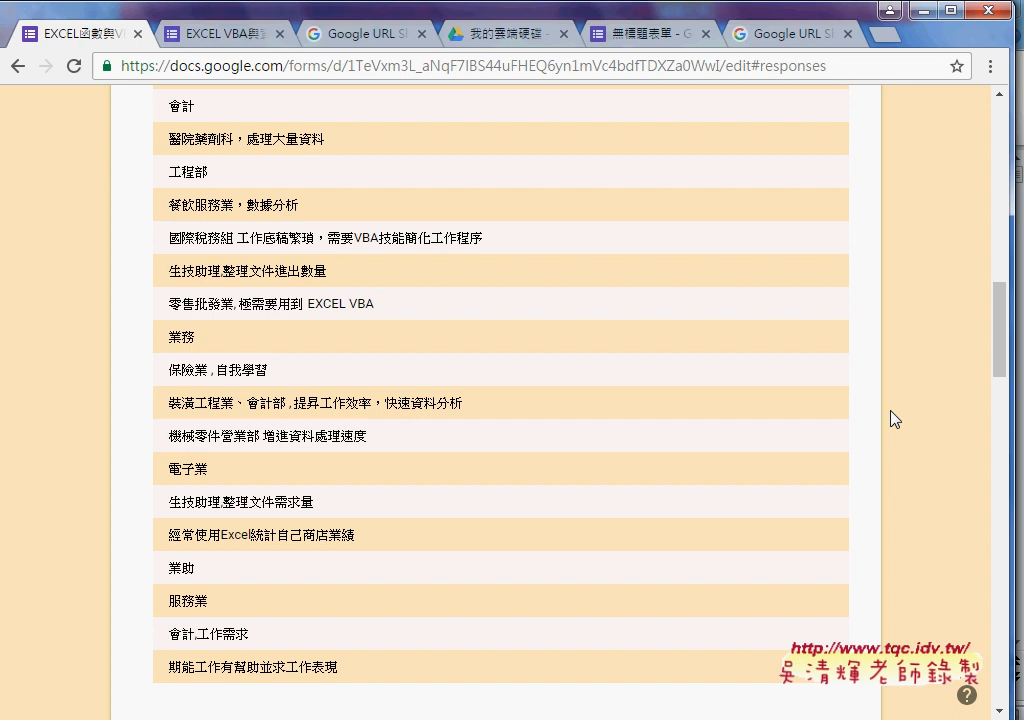 EXCEL函數與V
EXCEL VBA與
Google URL S
我的雲端硬碟 -
無標題表單 - G
Google URL S
https://docs.google.com/forms/d/1TeVxm3L_aNqF7IBS44uFHEQ6yn1mVc4bdfTDXZa0WwI/edit#responses
會計
醫院藥劑科，處理大量資料
工程部
餐飲服務業，數據分析
國際稅務組 工作底稿繁瑣，需要VBA技能簡化工作程序
生技助理,整理文件進出數量
零售批發業, 極需要用到 EXCEL VBA
業務
保險業 , 自我學習
裝潢工程業、會計部 , 提昇工作效率，快速資料分析
機械零件營業部 增進資料處理速度
電子業
生技助理,整理文件需求量
經常使用Excel統計自己商店業績
業助
服務業
會計,工作需求
期能工作有幫助並求工作表現
http://www.tqc.idv.tw/
吳清輝老師錄製
?